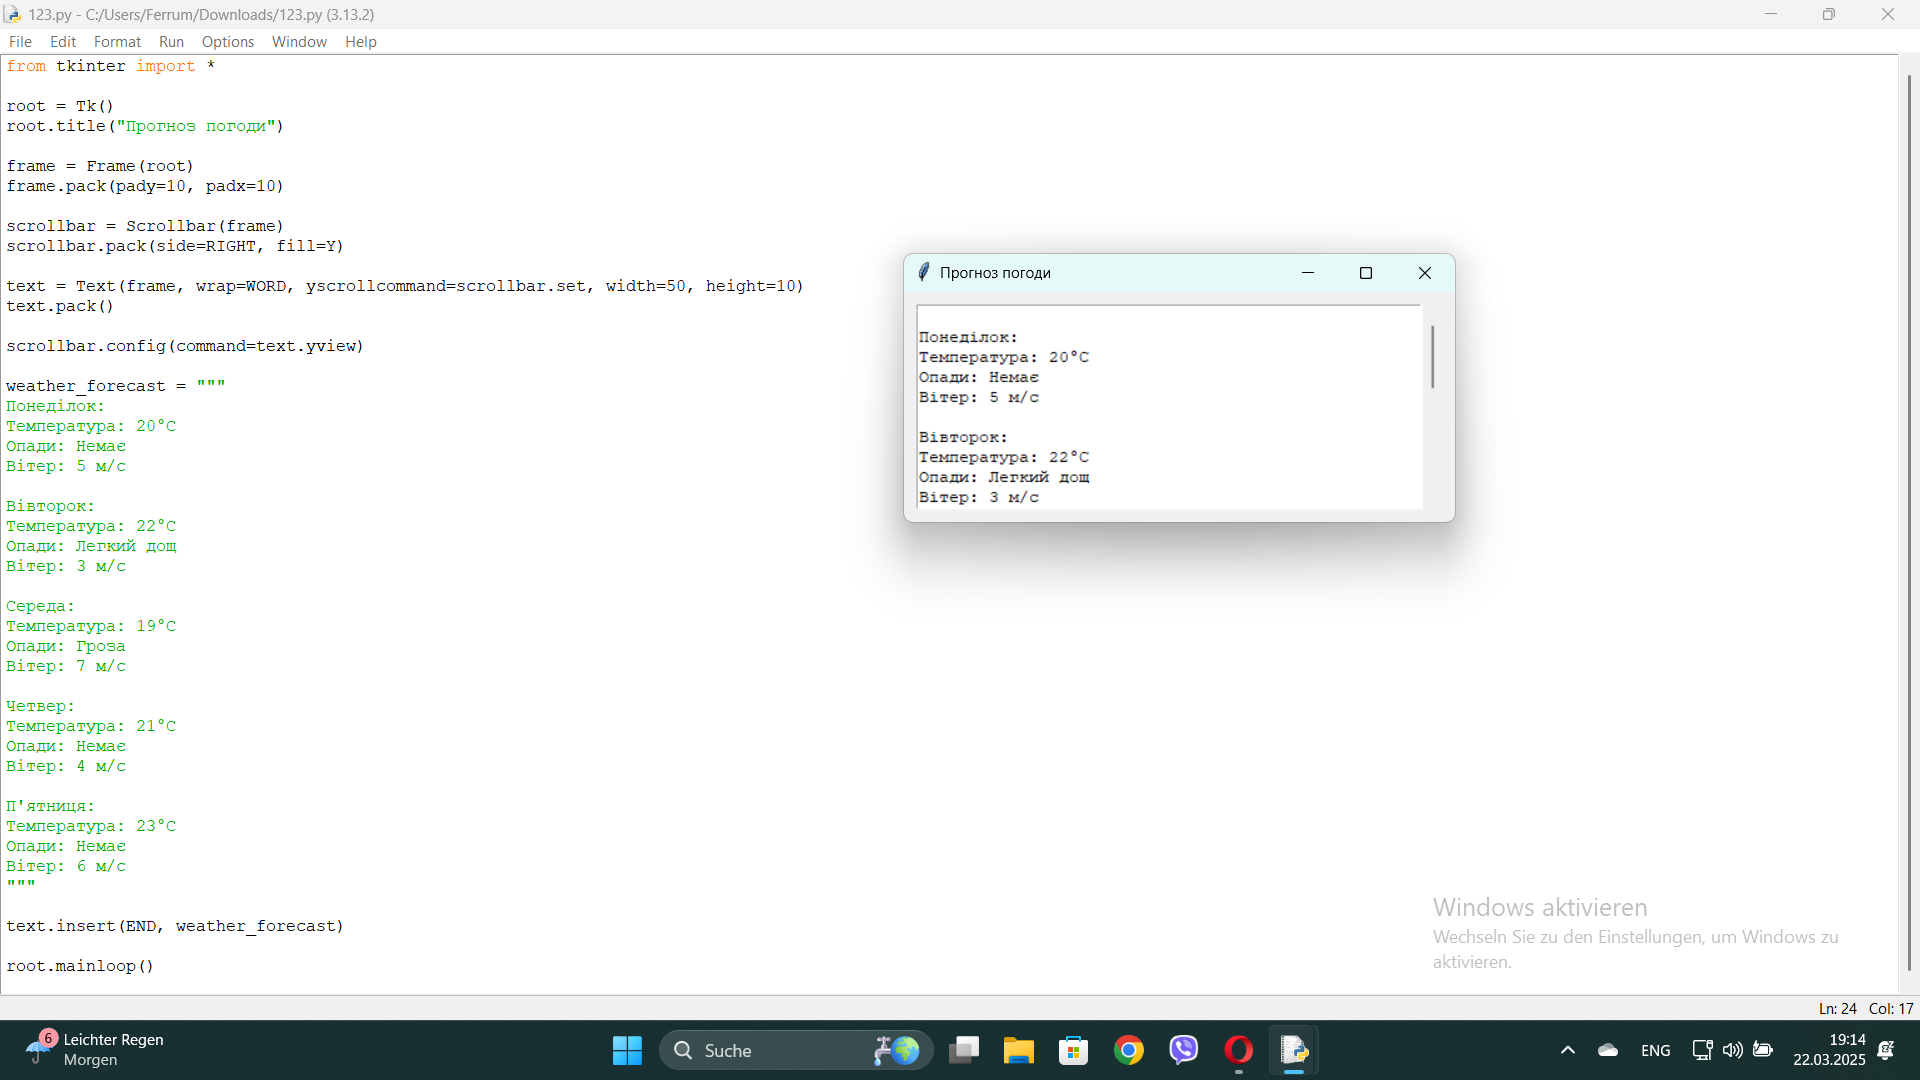 123.py - C:/Users/Ferrum/Downloads/123.py (3.13.2)
File Edit Format Run Options Window Help
from tkinter import *
root = Tk()
root.title("Прогноз погоди")
frame = Frame(root)
frame.pack(pady=10, padx=10)
scrollbar = Scrollbar(frame)
scrollbar.pack(side=RIGHT, fill=Y)
text = Text(frame, wrap=WORD, yscrollcommand=scrollbar.set, width=50, height=10)
text.pack()
scrollbar.config(command=text.yview)
weather_forecast = """
Понеділок:
Температура: 20°C
Опади: Немає
Вітер: 5 м/с
Вівторок:
Температура: 22°C
Опади: Легкий дощ
Вітер: 3 м/с
Середа:
Температура: 19°C
Опади: Гроза
Вітер: 7 м/с
Четвер:
Температура: 21°C
Опади: Немає
Вітер: 4 м/с
П'ятниця:
Температура: 23°C
Опади: Немає
Вітер: 6 м/с
"""
text.insert(END, weather_forecast)
root.mainloop()
Прогноз погоди
Понеділок:
Температура: 20°C
Опади: Немає
Вітер: 5 м/с
Вівторок:
Температура: 22°C
Опади: Легкий дощ
Вітер: 3 м/с
Windows aktivieren
Wechseln Sie zu den Einstellungen, um Windows zu
aktivieren.
Ln: 24 Col: 17
6
Leichter Regen
Morgen
Suche
ENG
19:14
22.03.2025